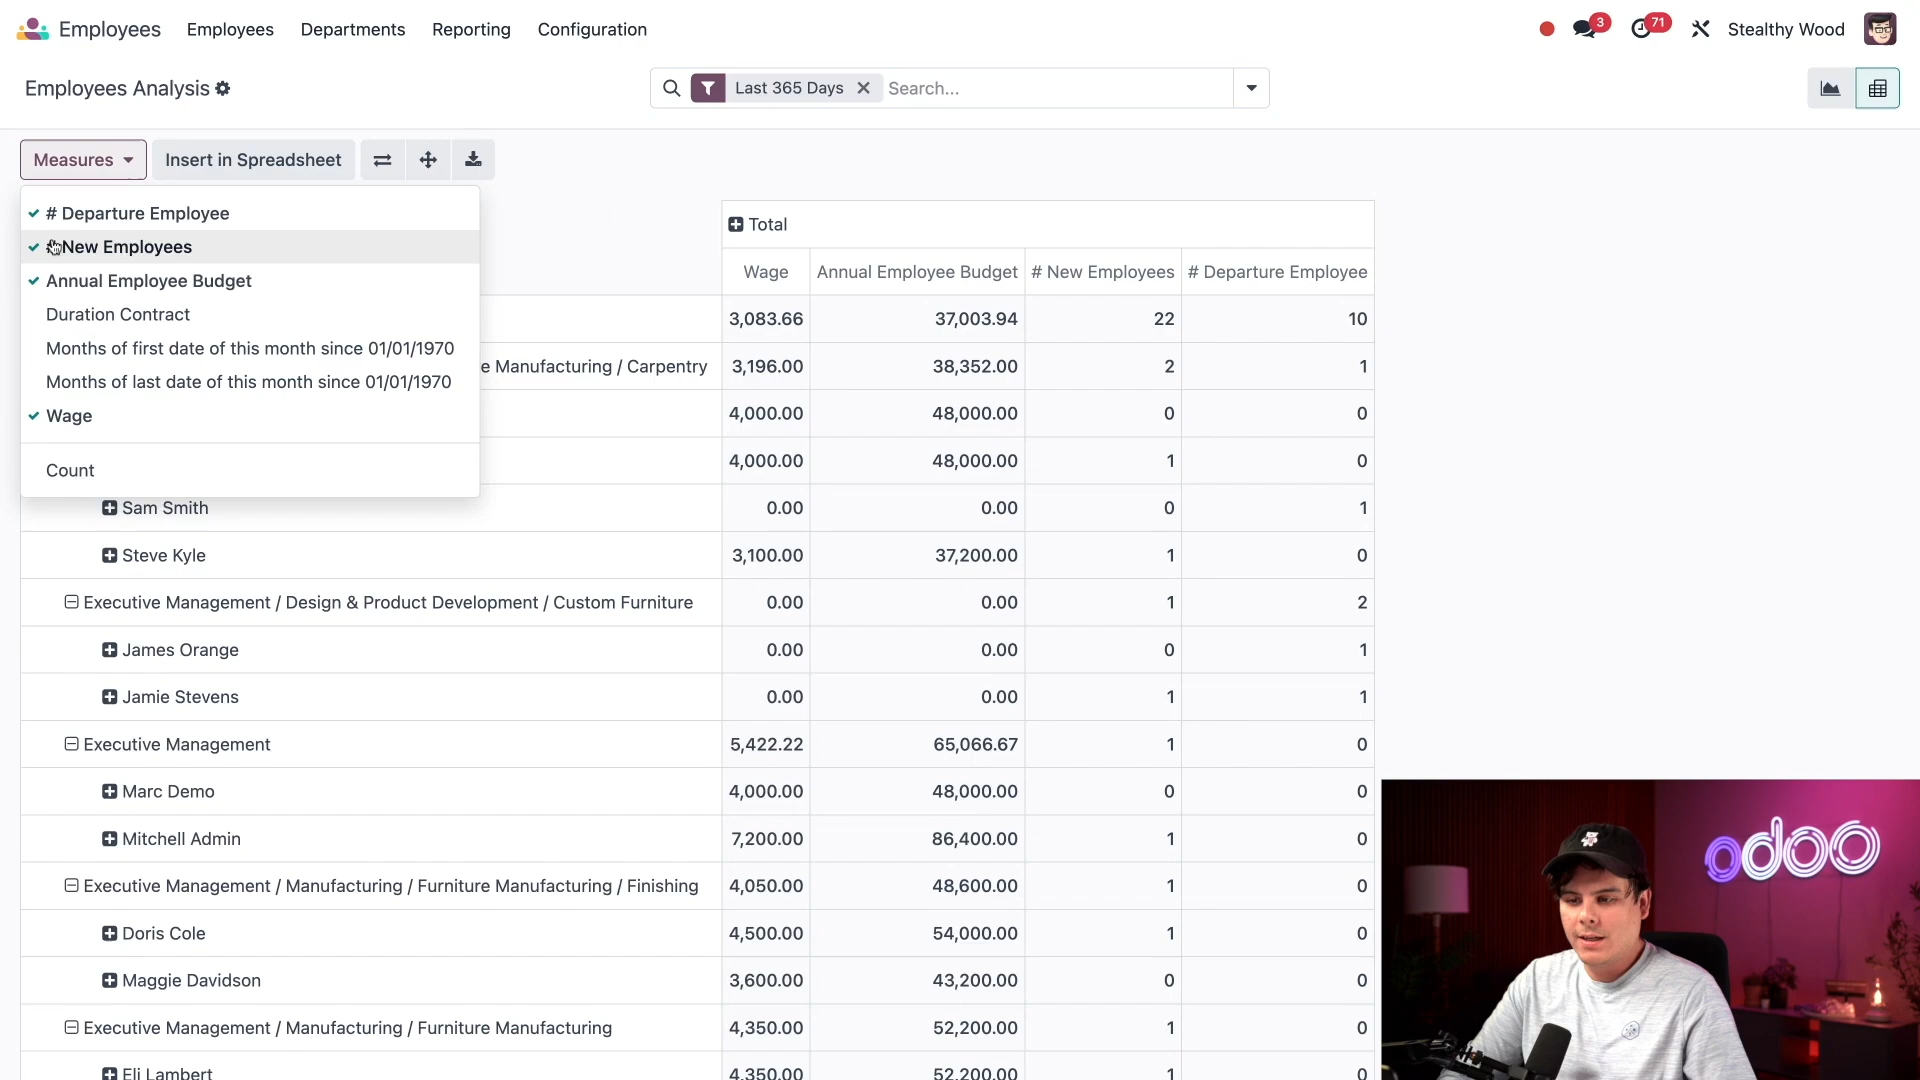 Employees Employees Departments Reporting Configuration 3 71 Stealthy Wood
Employees Analysis Last 365 Days Search...
Measures Insert in Spreadsheet
# Departure Employee
New Employees
Annual Employee Budget
Duration Contract
Months of first date of this month since 01/01/1970
Months of last date of this month since 01/01/1970
Wage
Count
Total
Wage Annual Employee Budget # New Employees # Departure Employee
3,083.66 37,003.94 22 10
e Manufacturing / Carpentry 3,196.00 38,352.00 2 1
4,000.00 48,000.00 0 0
4,000.00 48,000.00 1 0
Sam Smith 0.00 0.00 0 1
Steve Kyle 3,100.00 37,200.00 1 0
Executive Management / Design & Product Development / Custom Furniture 0.00 0.00 1 2
James Orange 0.00 0.00 0 1
Jamie Stevens 0.00 0.00 1 1
Executive Management 5,422.22 65,066.67 1 0
Marc Demo 4,000.00 48,000.00 0 0
Mitchell Admin 7,200.00 86,400.00 1 0
Executive Management / Manufacturing / Furniture Manufacturing / Finishing 4,050.00 48,600.00 1 0
Doris Cole 4,500.00 54,000.00 1 0
Maggie Davidson 3,600.00 43,200.00 0 0
Executive Management / Manufacturing / Furniture Manufacturing 4,350.00 52,200.00 1 0
Eli Lambert 4,350.00 52,200.00 1 0
odoo